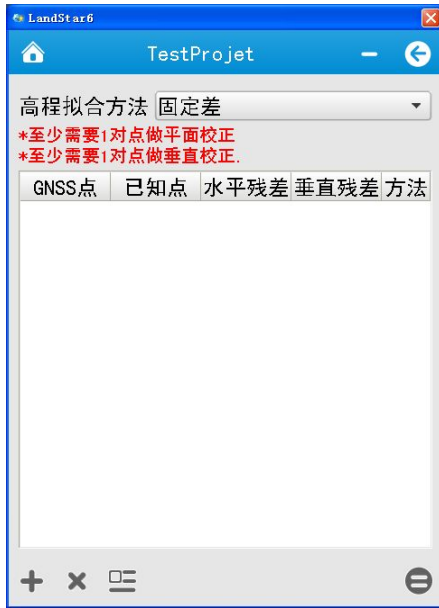 LandStar6
TestProjet
高程拟合方法 固定差
*至少需要1对点做平面校正
*至少需要1对点做垂直校正.
GNSS点 已知点 水平残差 垂直残差 方法